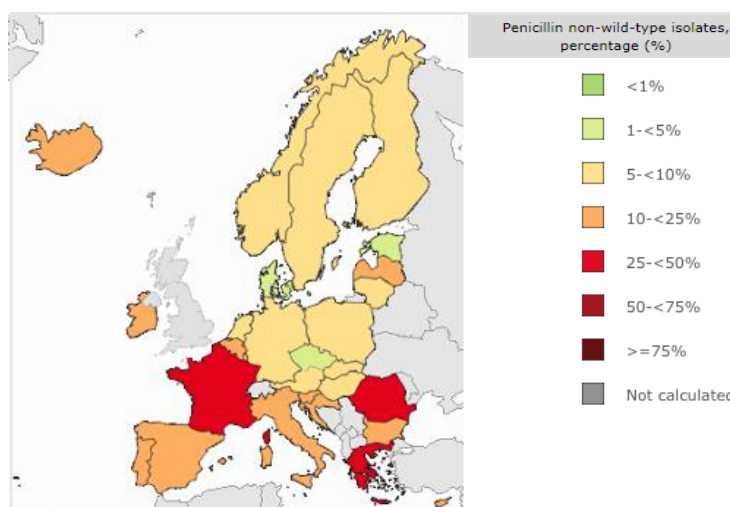 Penicillin non-wild-type isolates,
percentage (%)
<1%
1-<5%
5-<10%
10-<25%
25-<50%
50-<75%
>=75%
Not calculated